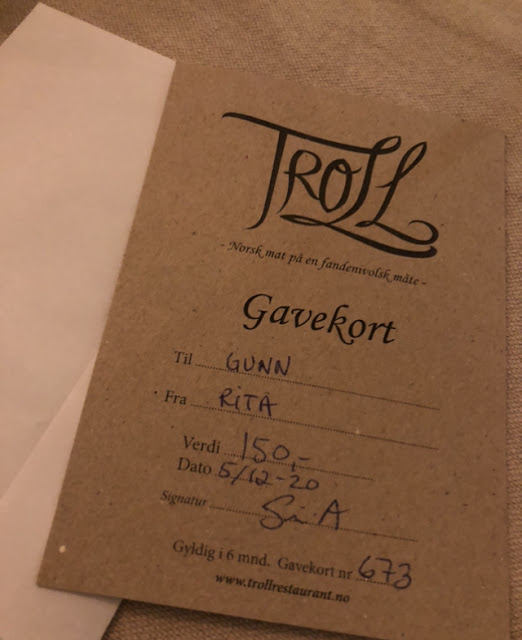 TROLL
- Norsk mat på en fandenivolsk måte -
Gavekort
Til GUNN
Fra RITA
Verdi 150,-
Dato 5/12-20
Signatur
Gyldig i 6 mnd. Gavekort nr 673
www.trollrestaurant.no